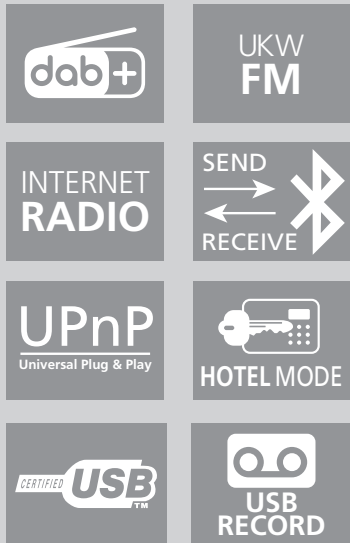 dab+
UKW
FM
INTERNET
RADIO
SEND
RECEIVE
UPnP
Universal Plug & Play
HOTEL MODE
CERTIFIED USB
TM
USB
RECORD